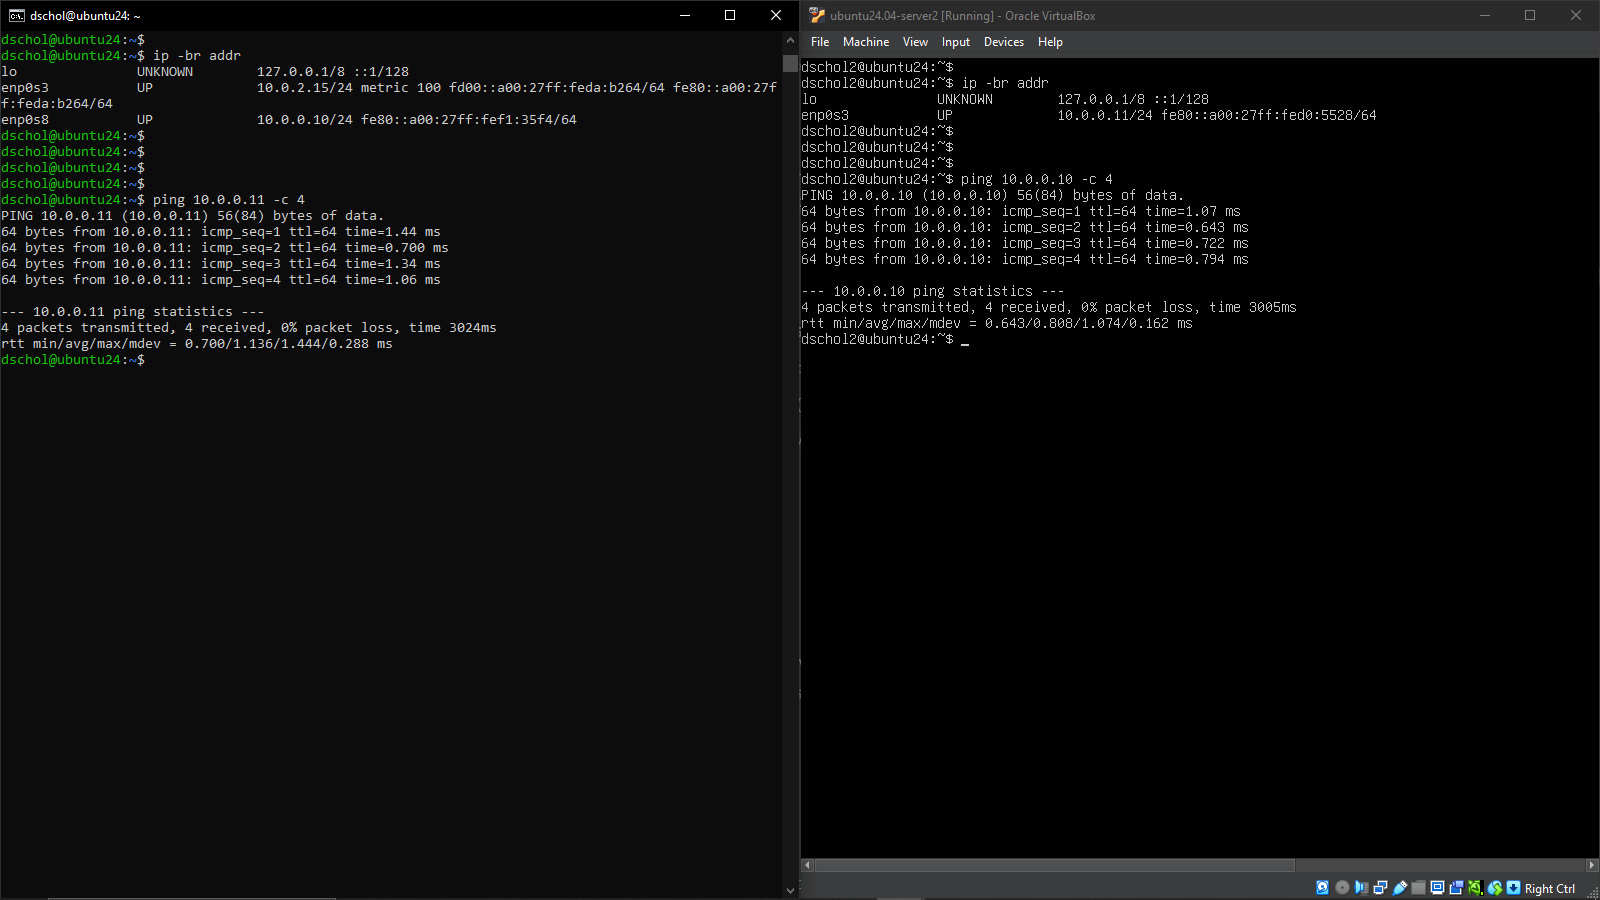 dschol@ubuntu24: ~
dschol@ubuntu24:~$
dschol@ubuntu24:~$ ip -br addr
lo UNKNOWN 127.0.0.1/8 ::1/128
enp0s3 UP 10.0.2.15/24 metric 100 fd00::a00:27ff:feda:b264/64 fe80::a00:27f
f:feda:b264/64
enp0s8 UP 10.0.0.10/24 fe80::a00:27ff:fef1:35f4/64
dschol@ubuntu24:~$
dschol@ubuntu24:~$
dschol@ubuntu24:~$
dschol@ubuntu24:~$
dschol@ubuntu24:~$ ping 10.0.0.11 -c 4
PING 10.0.0.11 (10.0.0.11) 56(84) bytes of data.
64 bytes from 10.0.0.11: icmp_seq=1 ttl=64 time=1.44 ms
64 bytes from 10.0.0.11: icmp_seq=2 ttl=64 time=0.700 ms
64 bytes from 10.0.0.11: icmp_seq=3 ttl=64 time=1.34 ms
64 bytes from 10.0.0.11: icmp_seq=4 ttl=64 time=1.06 ms
--- 10.0.0.11 ping statistics ---
4 packets transmitted, 4 received, 0% packet loss, time 3024ms
rtt min/avg/max/mdev = 0.700/1.136/1.444/0.288 ms
dschol@ubuntu24:~$
ubuntu24.04-server2 [Running] - Oracle VirtualBox
File Machine View Input Devices Help
dschol2@ubuntu24:~$
dschol2@ubuntu24:~$ ip -br addr
lo UNKNOWN 127.0.0.1/8 ::1/128
enp0s3 UP 10.0.0.11/24 fe80::a00:27ff:fed0:5528/64
dschol2@ubuntu24:~$
dschol2@ubuntu24:~$
dschol2@ubuntu24:~$
dschol2@ubuntu24:~$ ping 10.0.0.10 -c 4
PING 10.0.0.10 (10.0.0.10) 56(84) bytes of data.
64 bytes from 10.0.0.10: icmp_seq=1 ttl=64 time=1.07 ms
64 bytes from 10.0.0.10: icmp_seq=2 ttl=64 time=0.643 ms
64 bytes from 10.0.0.10: icmp_seq=3 ttl=64 time=0.722 ms
64 bytes from 10.0.0.10: icmp_seq=4 ttl=64 time=0.794 ms
--- 10.0.0.10 ping statistics ---
4 packets transmitted, 4 received, 0% packet loss, time 3005ms
rtt min/avg/max/mdev = 0.643/0.808/1.074/0.162 ms
dschol2@ubuntu24:~$ _
Right Ctrl